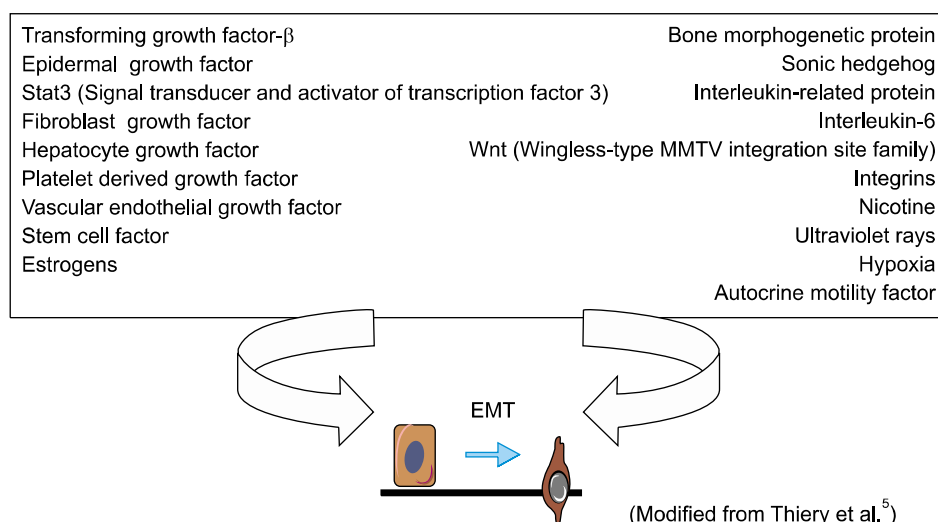 Transforming growth factor-β
Epidermal growth factor
Stat3 (Signal transducer and activator of transcription factor 3)
Fibroblast growth factor
Hepatocyte growth factor
Platelet derived growth factor
Vascular endothelial growth factor
Stem cell factor
Estrogens
Bone morphogenetic protein
Sonic hedgehog
Interleukin-related protein
Interleukin-6
Wnt (Wingless-type MMTV integration site family)
Integrins
Nicotine
Ultraviolet rays
Hypoxia
Autocrine motility factor
EMT
(Modified from Thiery et al.⁵)